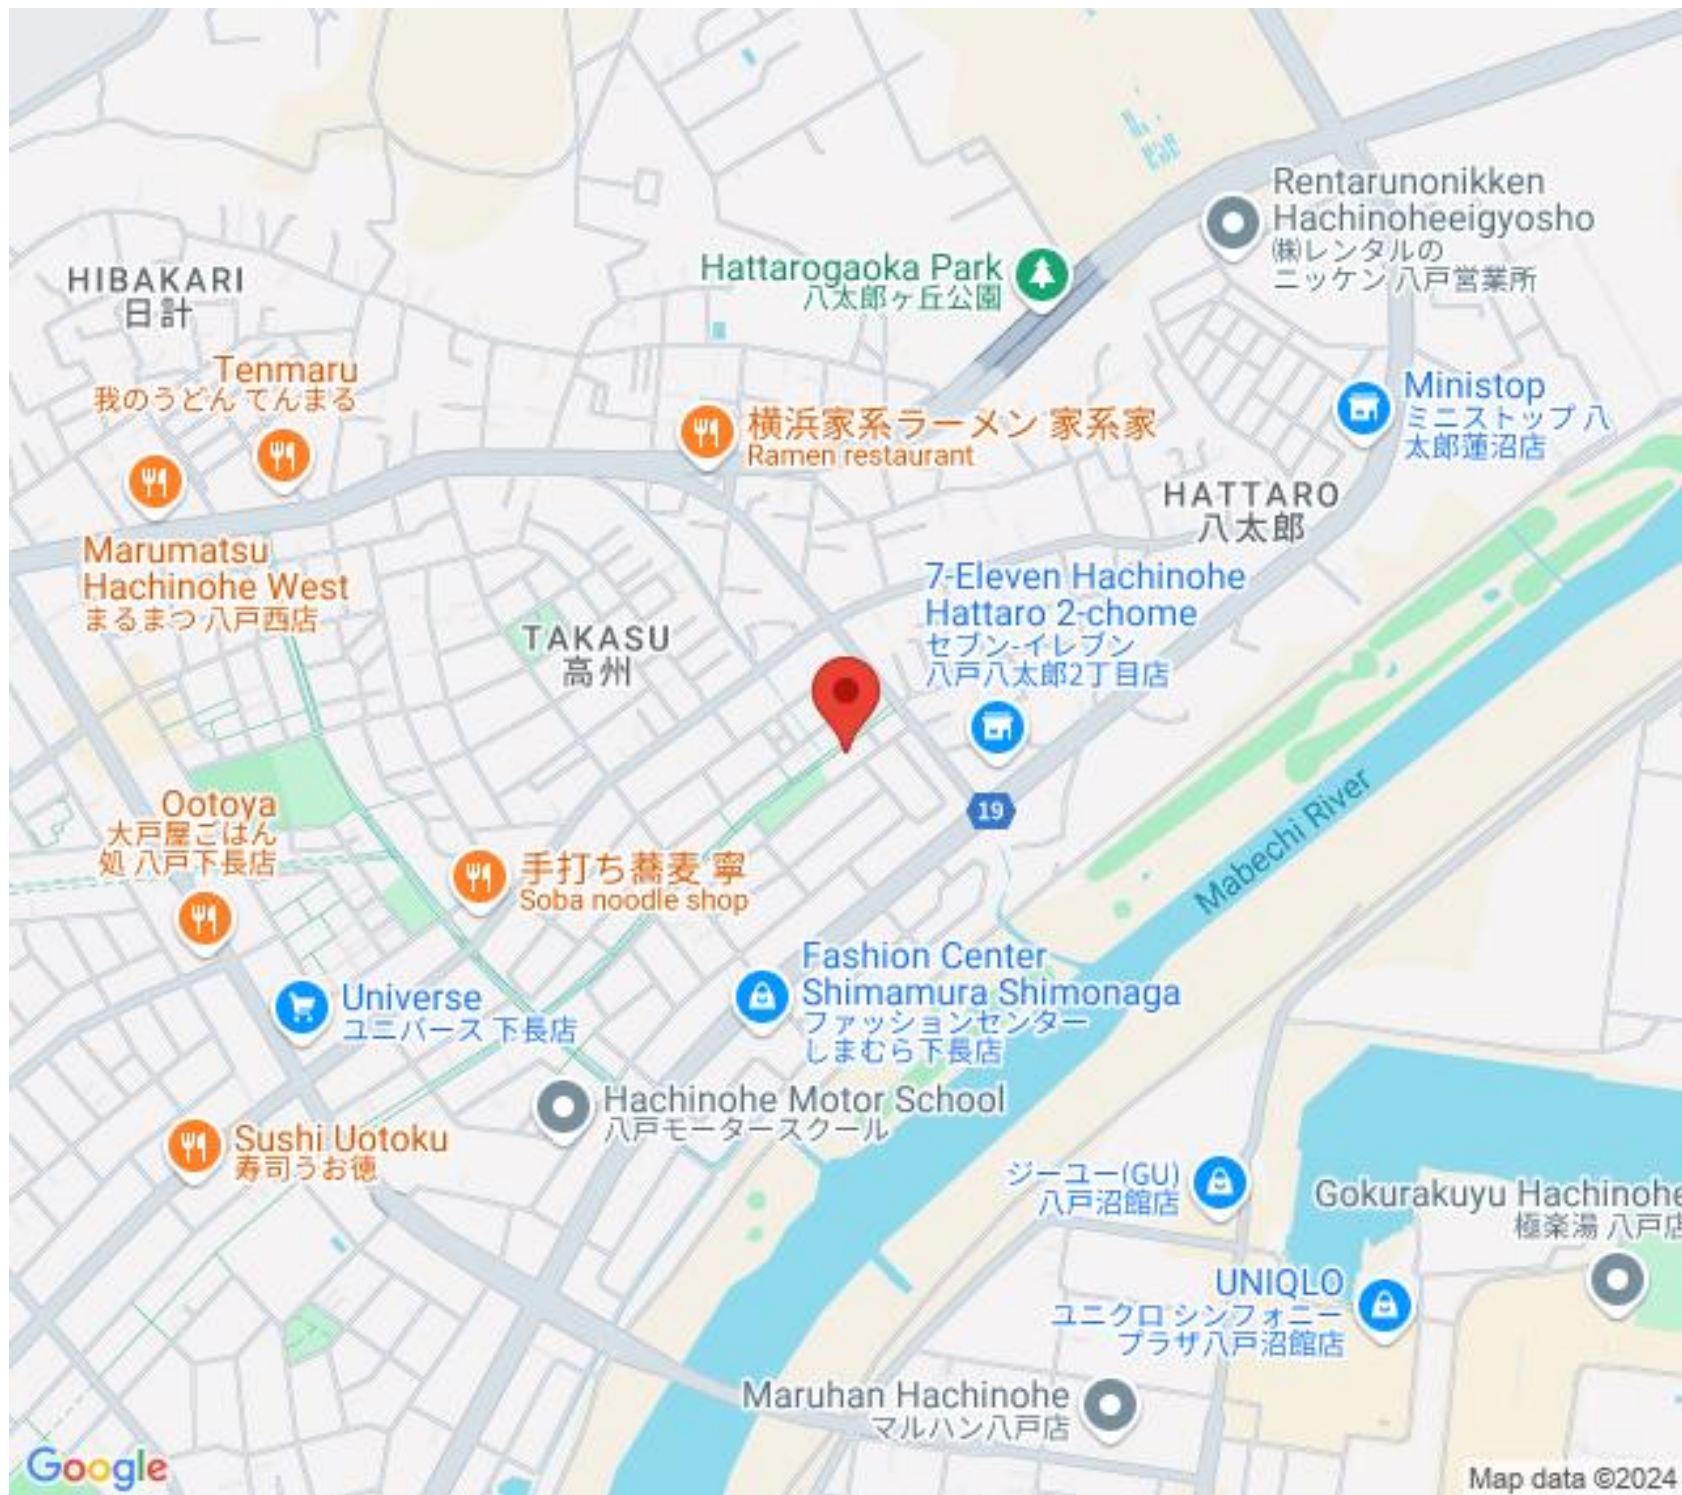 Rentarunonikken
Hachinoheeigyosho
㈱レンタルの
ニッケン 八戸営業所
Hattarogaoka Park
八太郎ヶ丘公園
HIBAKARI
日計
Tenmaru
我のうどん てんまる
横浜家系ラーメン 家系家
Ramen restaurant
Ministop
ミニストップ 八
太郎蓮沼店
HATTARO
八太郎
Marumatsu
Hachinohe West
まるまつ 八戸西店
7-Eleven Hachinohe
Hattaro 2-chome
セブン-イレブン
八戸八太郎2丁目店
TAKASU
高州
19
Mabechi River
Ootoya
大戸屋ごはん
処 八戸下長店
手打ち蕎麦 寧
Soba noodle shop
Fashion Center
Shimamura Shimonaga
ファッションセンター
しまむら下長店
Universe
ユニバース 下長店
Hachinohe Motor School
八戸モータースクール
Sushi Uotoku
寿司うお徳
ジーユー(GU)
八戸沼館店
Gokurakuyu Hachinohe
極楽湯 八戸店
UNIQLO
ユニクロ シンフォニー
プラザ八戸沼館店
Maruhan Hachinohe
マルハン八戸店
Google
Map data ©2024